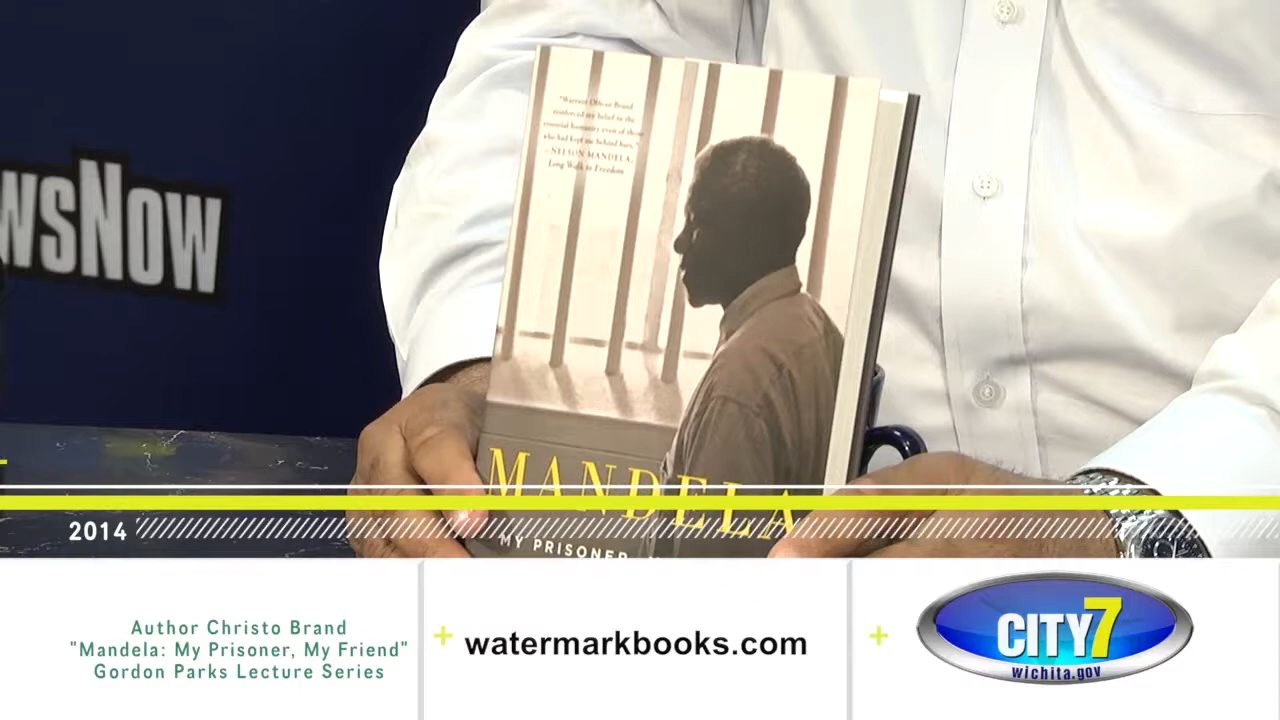 "Warrant Officer Brand
reinforced my belief in the
essential humanity even of those
who had kept me behind bars."
—NELSON MANDELA,
Long Walk to Freedom
WSNOW
MANDELA
MY PRISONER,
2014
Author Christo Brand
"Mandela: My Prisoner, My Friend"
Gordon Parks Lecture Series
+ watermarkbooks.com +
CITY7
wichita.gov